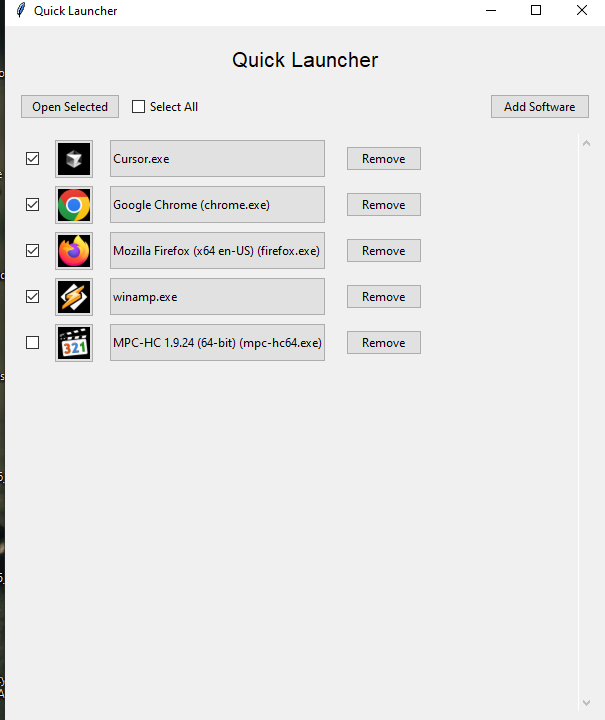 Quick Launcher
Quick Launcher
Open Selected
Select All
Add Software
Cursor.exe
Remove
Google Chrome (chrome.exe)
Remove
Mozilla Firefox (x64 en-US) (firefox.exe)
Remove
winamp.exe
Remove
321
MPC-HC 1.9.24 (64-bit) (mpc-hc64.exe)
Remove